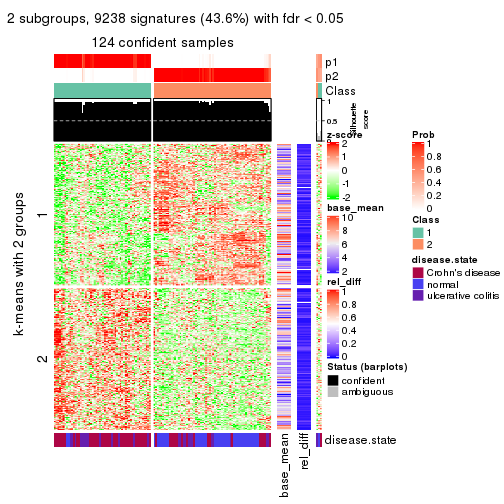 2 subgroups, 9238 signatures (43.6%) with fdr < 0.05
124 confident samples
p1
p2
Class
1
0.5
0
Silhouette
score
k-means with 2 groups
1
2
base_mean
rel_diff
disease.state
z-score
2
1
0
-1
-2
base_mean
10
8
6
4
2
rel_diff
1
0.8
0.6
0.4
0.2
0
Status (barplots)
confident
ambiguous
Prob
1
0.8
0.6
0.4
0.2
0
Class
1
2
disease.state
Crohn's disease
normal
ulcerative colitis